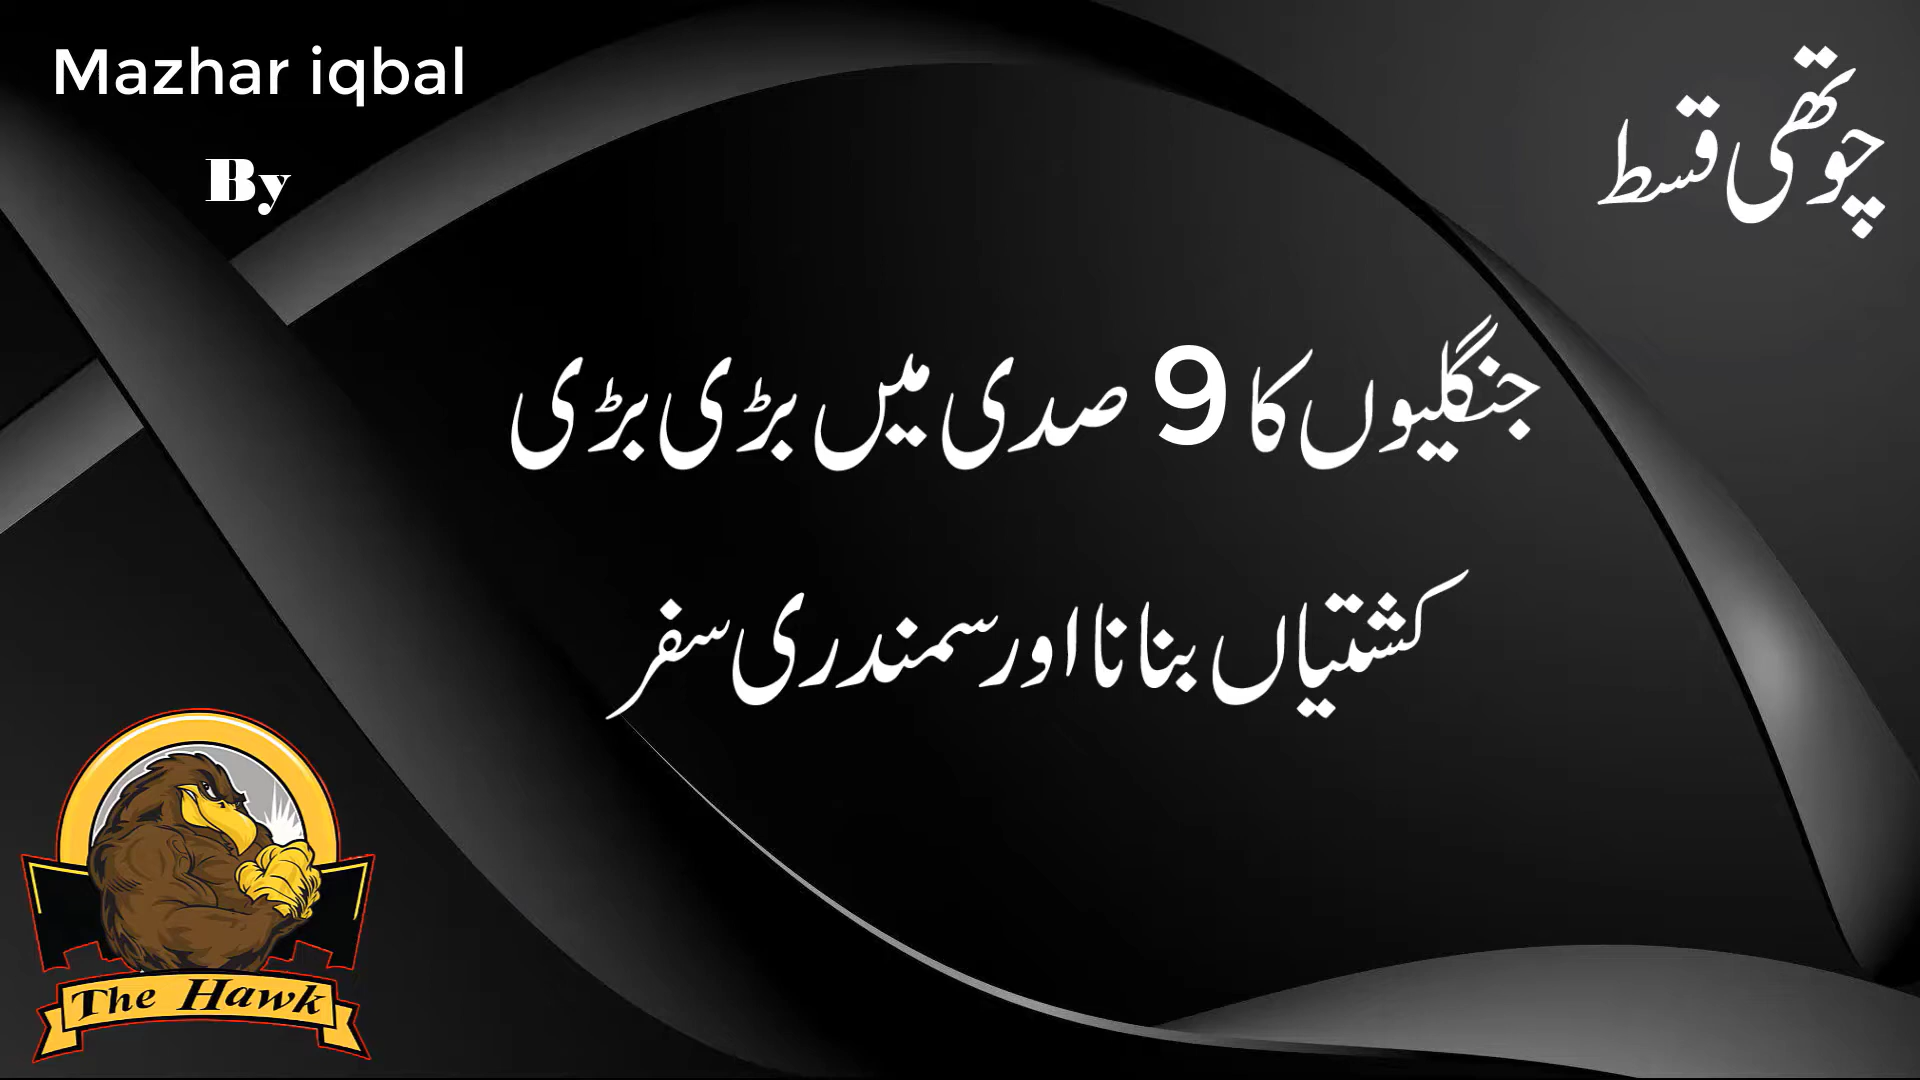 Mazhar iqbal
By
چوتھی قسط
جنگلیوں کا 9 صدی میں بڑی بڑی
کشتیاں بنانا اور سمندری سفر
The Hawk